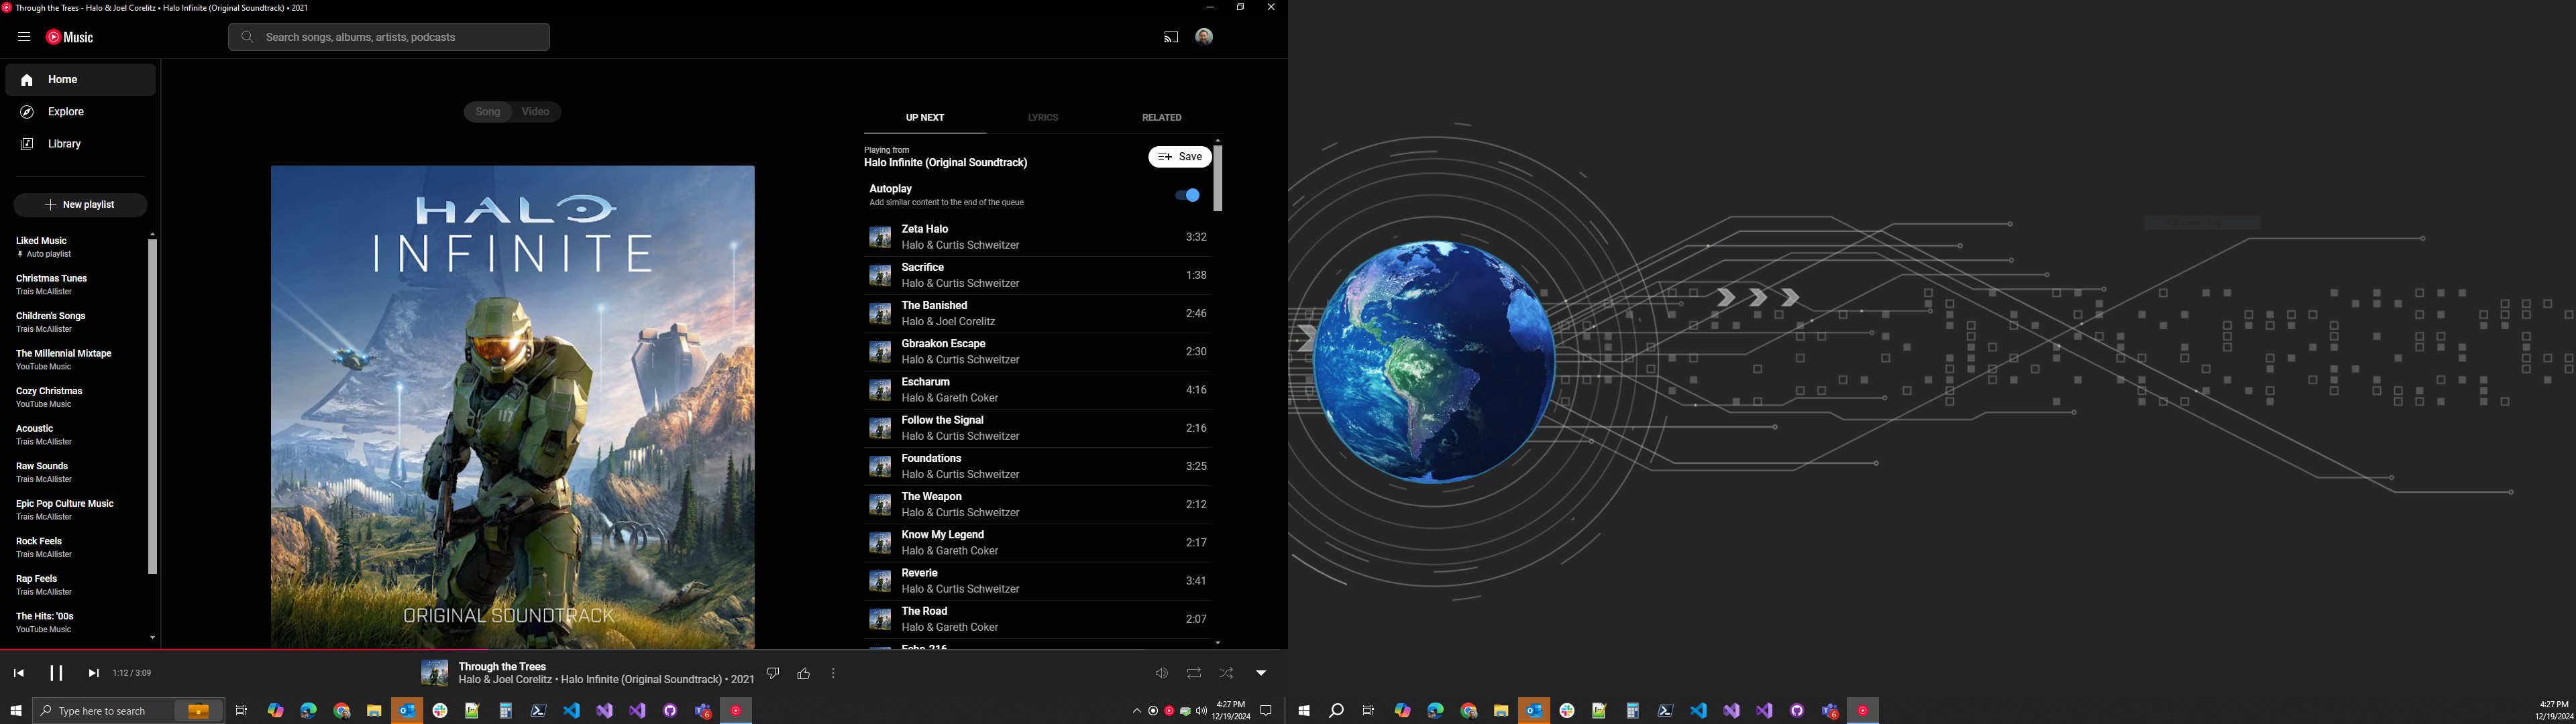 Through the Trees - Halo & Joel Corelitz • Halo Infinite (Original Soundtrack) • 2021
Music
Search songs, albums, artists, podcasts
Home
Explore
Library
New playlist
Liked Music
Auto playlist
Christmas Tunes
Trais McAllister
Children's Songs
Trais McAllister
The Millennial Mixtape
YouTube Music
Cozy Christmas
YouTube Music
Acoustic
Trais McAllister
Raw Sounds
Trais McAllister
Epic Pop Culture Music
Trais McAllister
Rock Feels
Trais McAllister
Rap Feels
Trais McAllister
The Hits: '00s
YouTube Music
Song Video
HALO
INFINITE
117
ORIGINAL SOUNDTRACK
UP NEXT LYRICS RELATED
Playing from
Halo Infinite (Original Soundtrack)
Save
Autoplay
Add similar content to the end of the queue
Zeta Halo
Halo & Curtis Schweitzer
3:32
Sacrifice
Halo & Curtis Schweitzer
1:38
The Banished
Halo & Joel Corelitz
2:46
Gbraakon Escape
Halo & Curtis Schweitzer
2:30
Escharum
Halo & Gareth Coker
4:16
Follow the Signal
Halo & Curtis Schweitzer
2:16
Foundations
Halo & Curtis Schweitzer
3:25
The Weapon
Halo & Curtis Schweitzer
2:12
Know My Legend
Halo & Gareth Coker
2:17
Reverie
Halo & Curtis Schweitzer
3:41
The Road
Halo & Gareth Coker
2:07
Echo 216
1:12 / 3:09
Through the Trees
Halo & Joel Corelitz • Halo Infinite (Original Soundtrack) • 2021
Type here to search
6
4:27 PM
12/19/2024
6
4:27 PM
12/19/2024